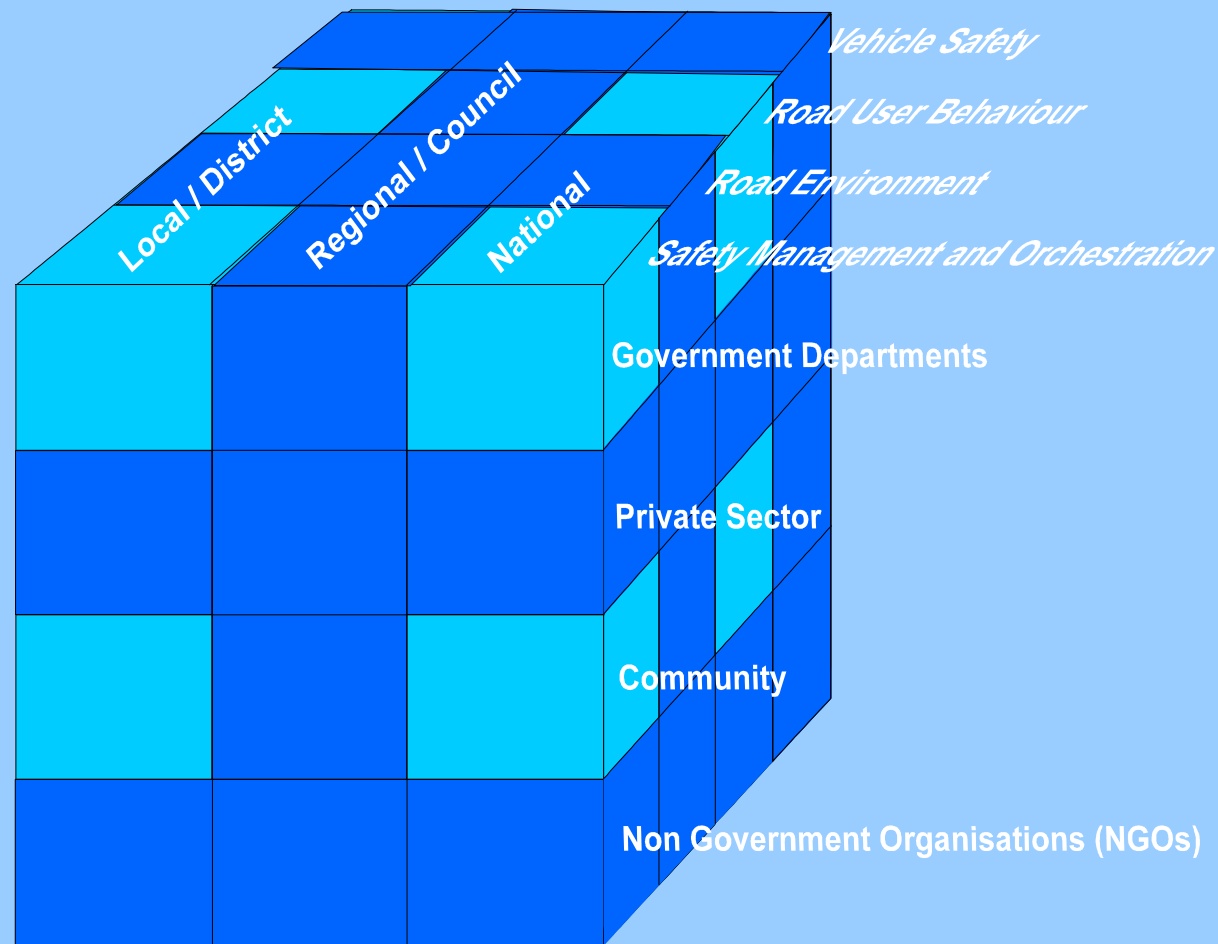 Vehicle Safety
Road User Behaviour
Road Environment
Safety Management and Orchestration
Local / District
Regional / Council
National
Government Departments
Private Sector
Community
Non Government Organisations (NGOs)